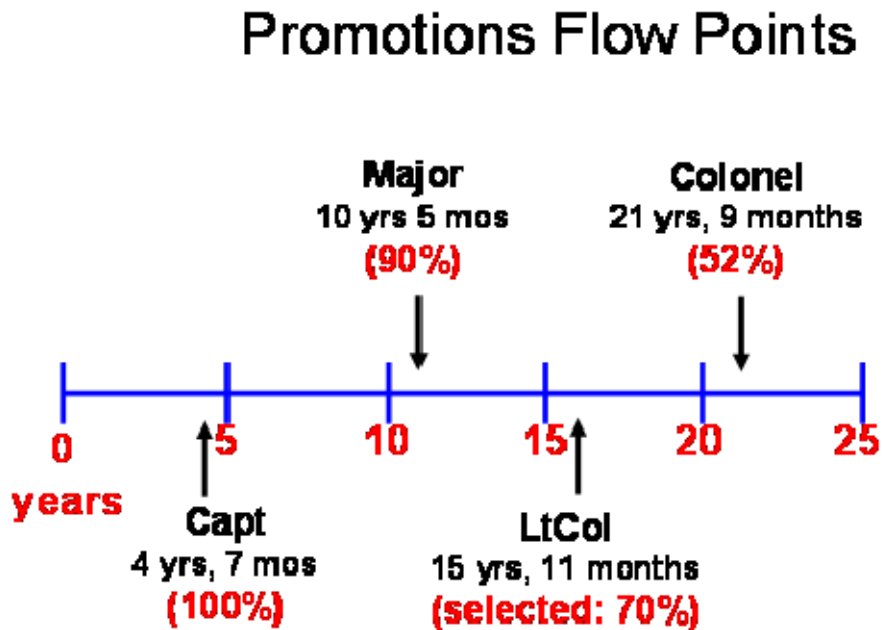 Promotions Flow Points
Major
10 yrs 5 mos
(90%)
Colonel
21 yrs, 9 months
(52%)
0
5
10
15
20
25
years
Capt
4 yrs, 7 mos
(100%)
LtCol
15 yrs, 11 months
(selected: 70%)